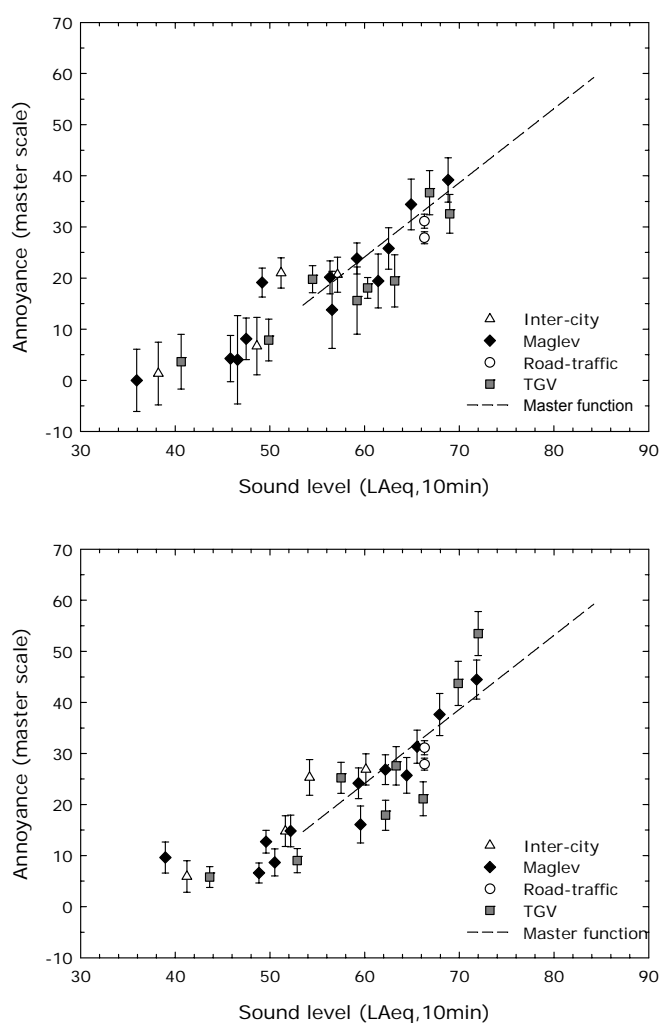 70
60
50
40
30
20
10
0
-10
Annoyance (master scale)
Inter-city
Maglev
Road-traffic
TGV
Master function
30 40 50 60 70 80 90
Sound level (LAeq,10min)
70
60
50
40
30
20
10
0
-10
Annoyance (master scale)
Inter-city
Maglev
Road-traffic
TGV
Master function
30 40 50 60 70 80 90
Sound level (LAeq,10min)